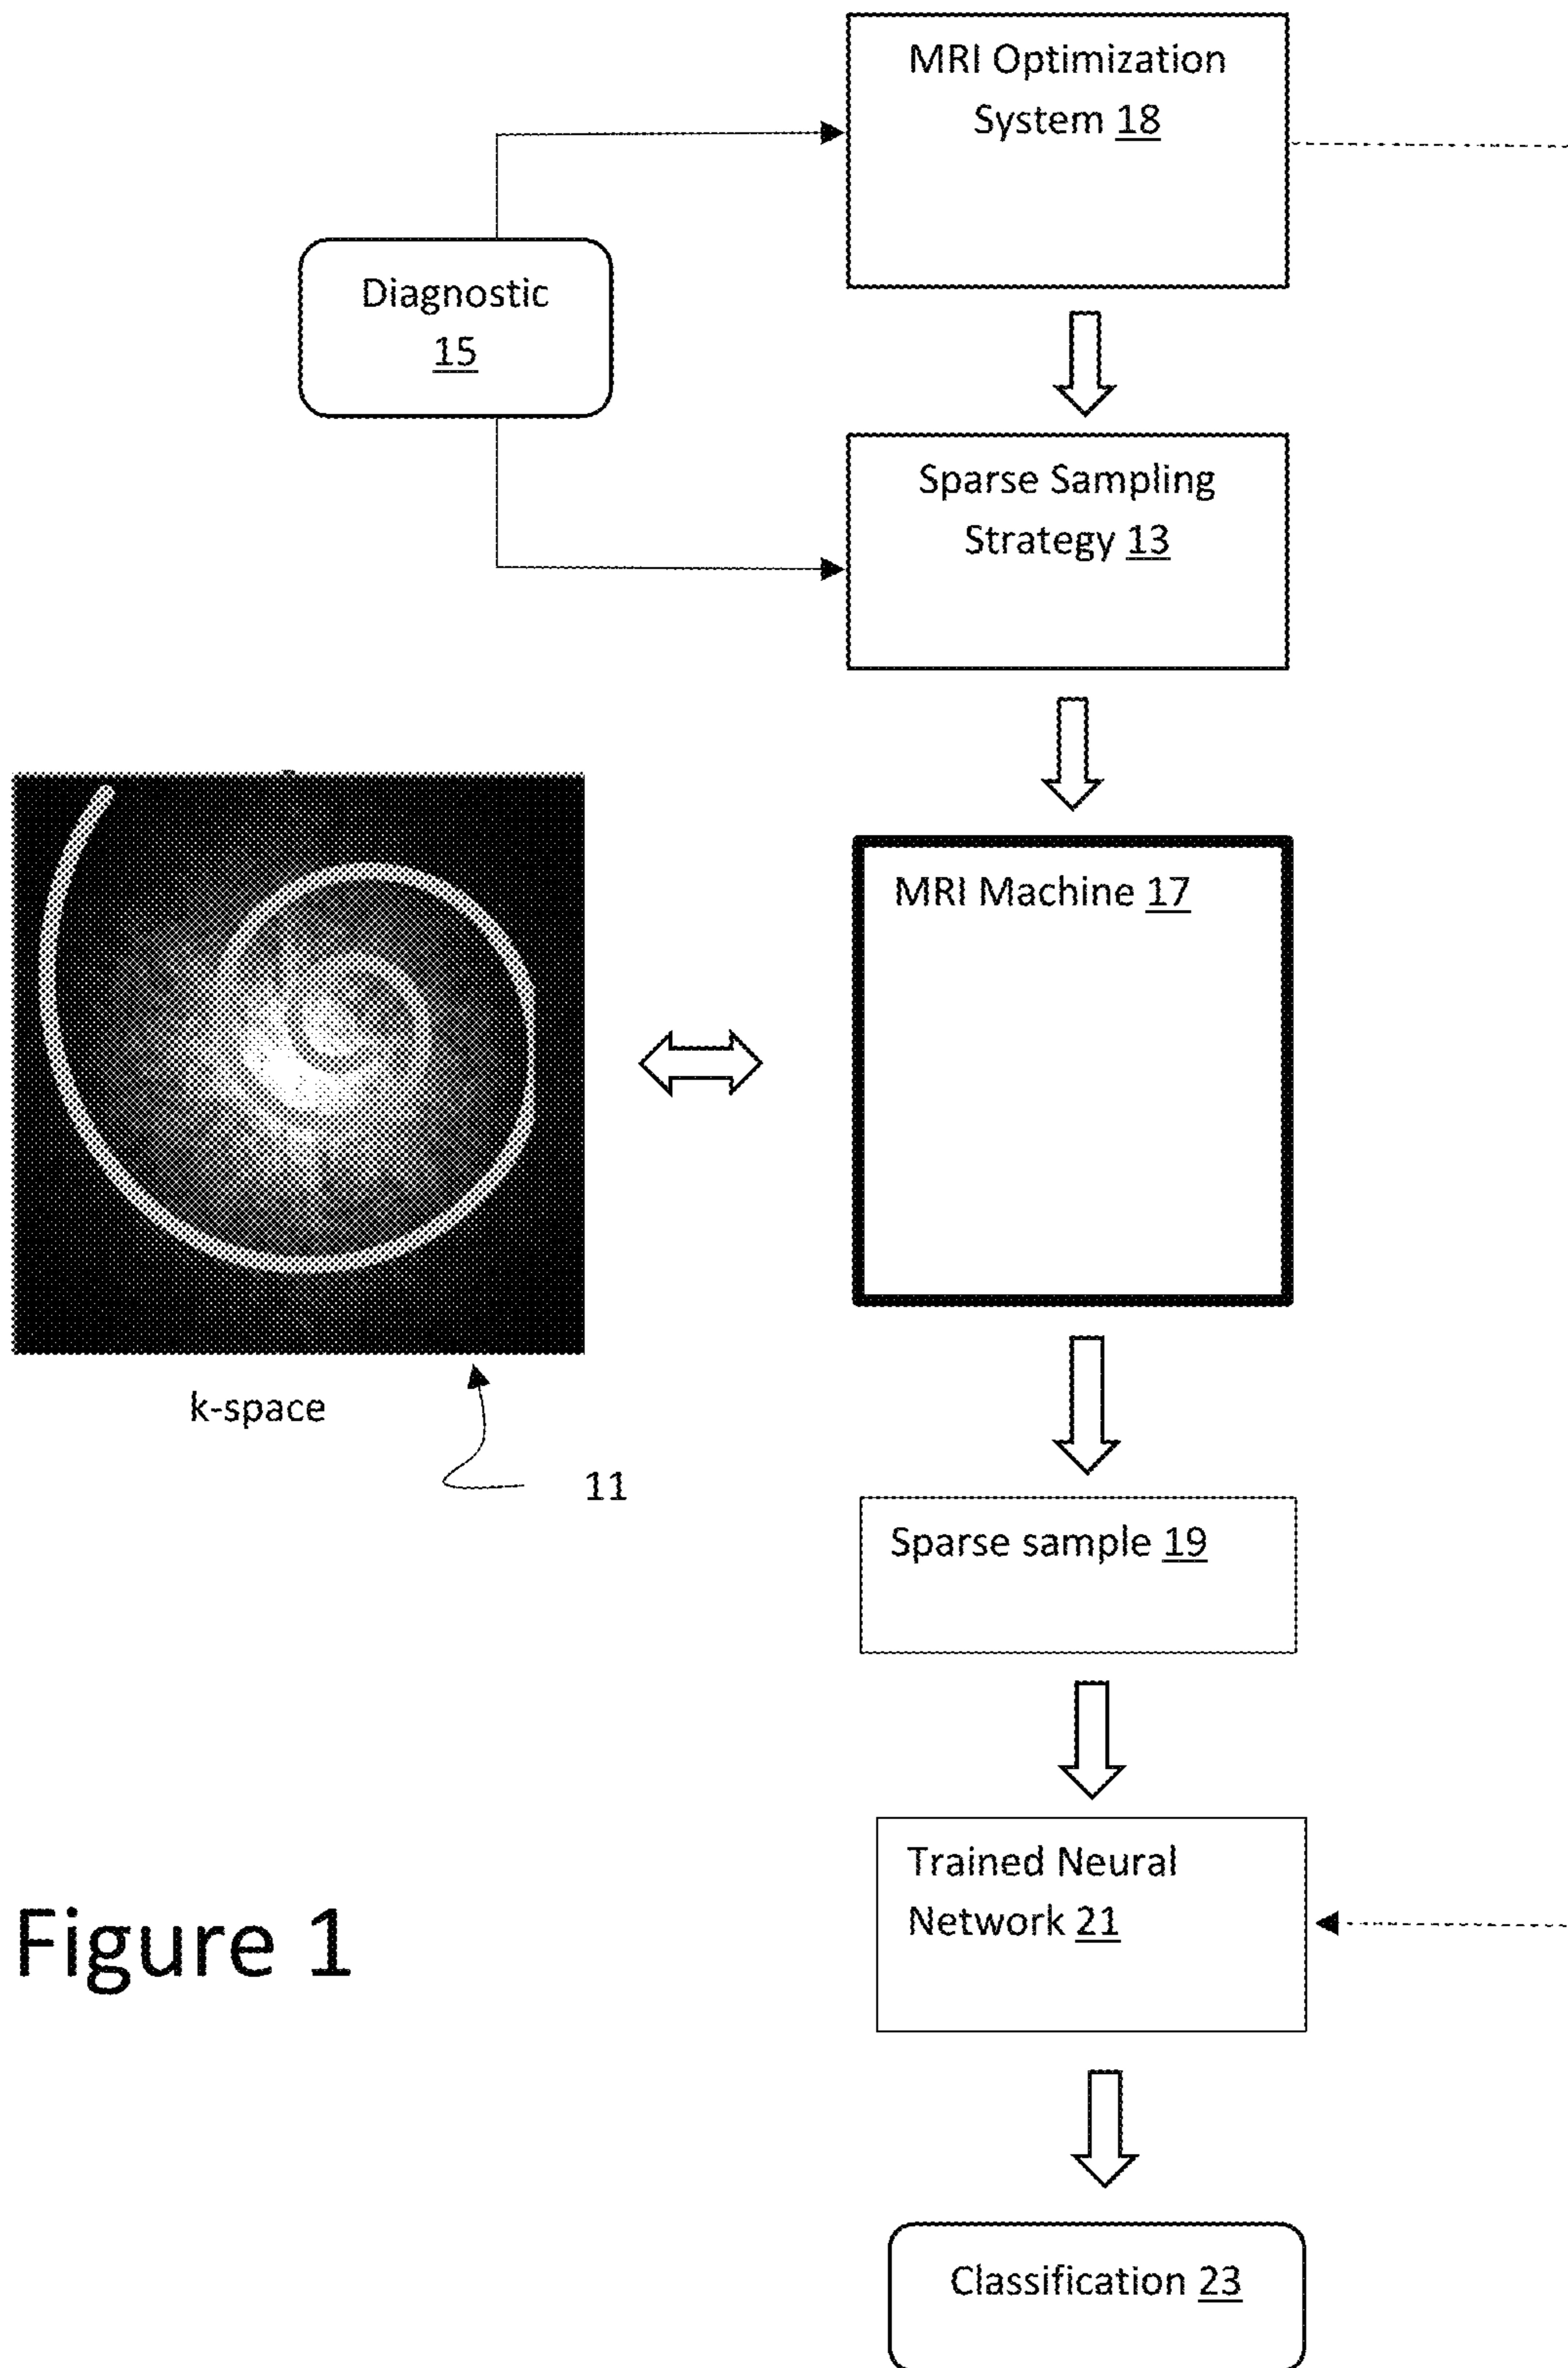 MRI Optimization
System 18
Diagnostic
15
Sparse Sampling
Strategy 13
MRI Machine 17
k-space
11
Sparse sample 19
Trained Neural
Network 21
Figure 1
Classification 23